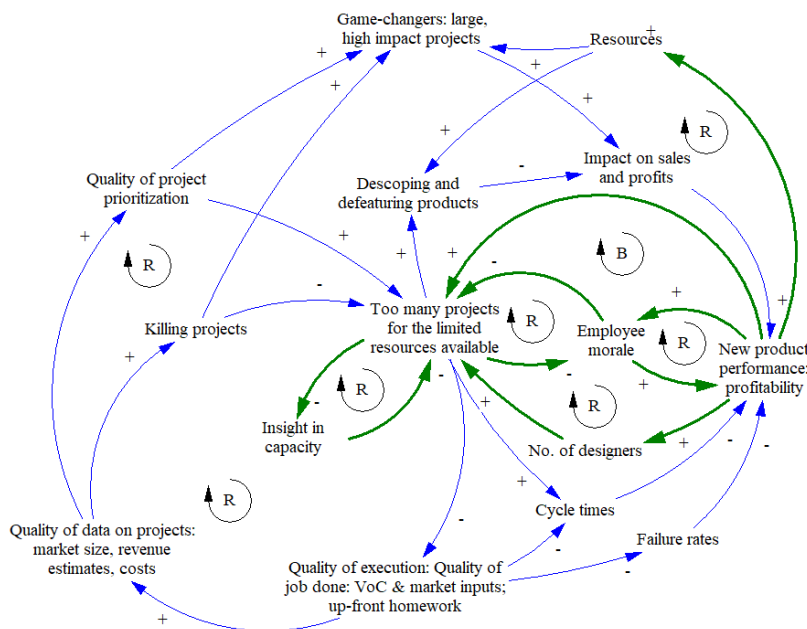 Game-changers: large,
high impact projects
Resources
+
+
+
+
+
+
R
+
Quality of project
prioritization
Descoping and
defeaturing products
-
Impact on sales
and profits
+
+
+
+
B
R
-
-
+
+
Killing projects
Too many projects
for the limited
resources available
R
Employee
morale
+
R
New product
performance:
profitability
+
-
-
+
R
-
R
-
+
+
-
-
Insight in
capacity
No. of designers
R
+
Cycle times
-
-
Failure rates
Quality of data on projects:
market size, revenue
estimates, costs
Quality of execution: Quality of
job done: VoC & market inputs;
up-front homework
-
+